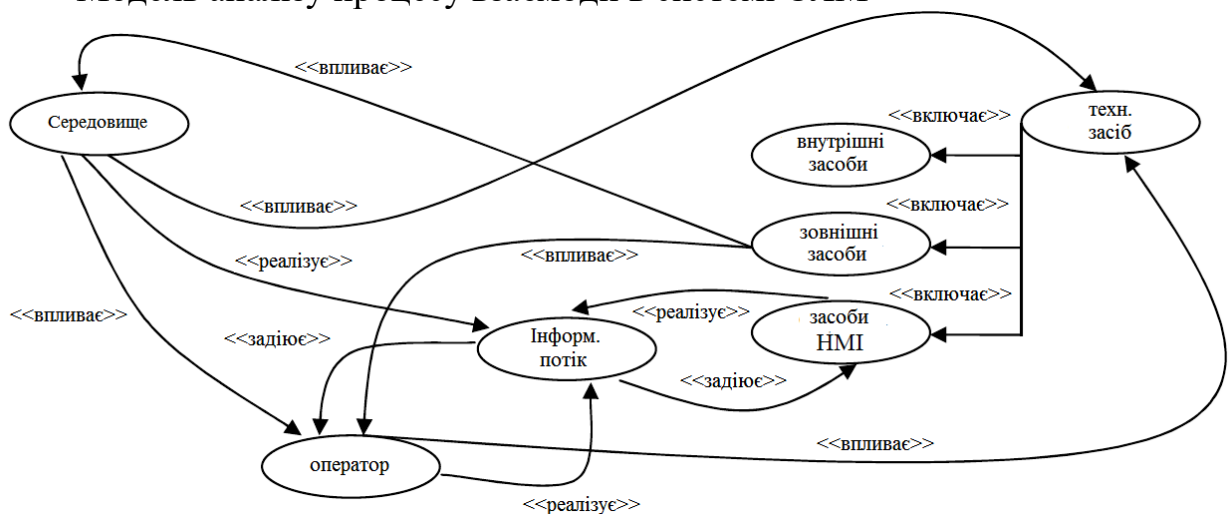 <<впливає>>
Середовище
техн.
засіб
<<включає>>
внутрішні
засоби
<<впливає>>
<<включає>>
зовнішні
засоби
<<впливає>>
<<реалізує>>
<<включає>>
<<впливає>>
<<реалізує>>
засоби
HMI
<<задіює>>
Інформ.
потік
<<задіює>>
<<впливає>>
оператор
<<реалізує>>